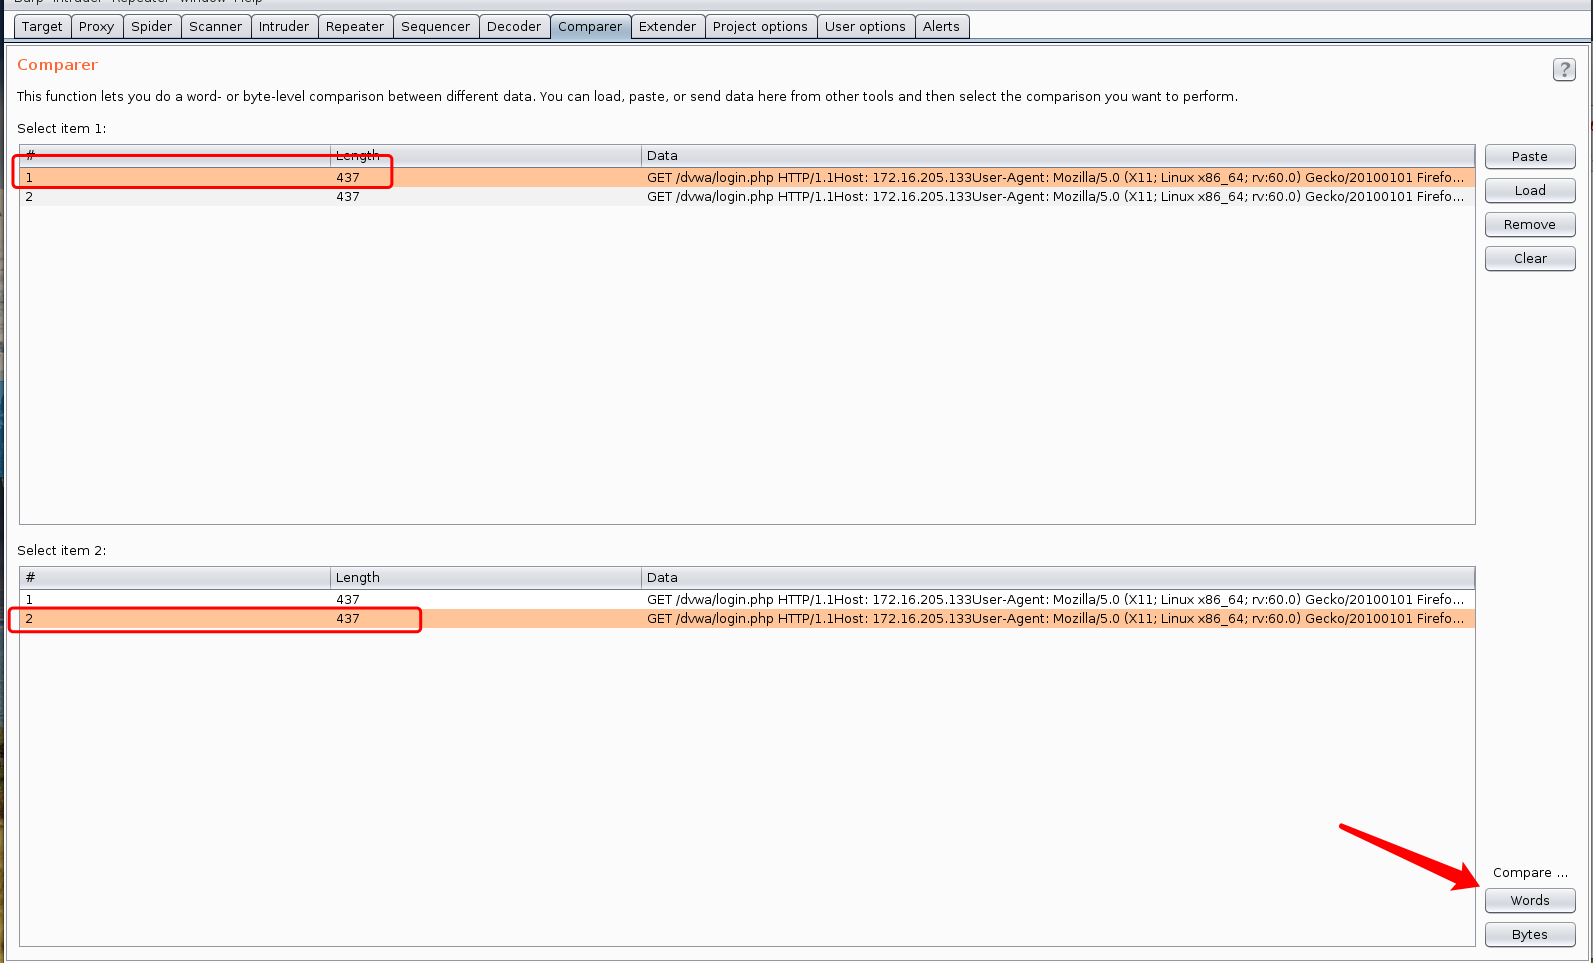 Burp Intruder Repeater Window Help
Target Proxy Spider Scanner Intruder Repeater Sequencer Decoder Comparer Extender Project options User options Alerts
Comparer
?
This function lets you do a word- or byte-level comparison between different data. You can load, paste, or send data here from other tools and then select the comparison you want to perform.
Select item 1:
# Length Data
1 437 GET /dvwa/login.php HTTP/1.1Host: 172.16.205.133User-Agent: Mozilla/5.0 (X11; Linux x86_64; rv:60.0) Gecko/20100101 Firefo...
2 437 GET /dvwa/login.php HTTP/1.1Host: 172.16.205.133User-Agent: Mozilla/5.0 (X11; Linux x86_64; rv:60.0) Gecko/20100101 Firefo...
Paste
Load
Remove
Clear
Select item 2:
# Length Data
1 437 GET /dvwa/login.php HTTP/1.1Host: 172.16.205.133User-Agent: Mozilla/5.0 (X11; Linux x86_64; rv:60.0) Gecko/20100101 Firefo...
2 437 GET /dvwa/login.php HTTP/1.1Host: 172.16.205.133User-Agent: Mozilla/5.0 (X11; Linux x86_64; rv:60.0) Gecko/20100101 Firefo...
Compare ...
Words
Bytes